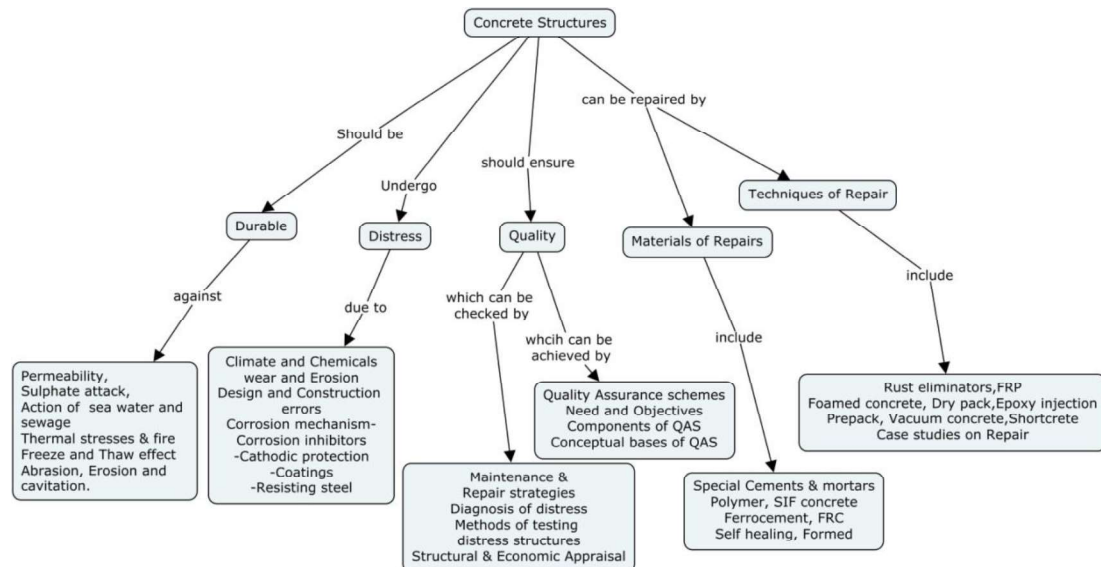 Concrete Structures
Should be
Undergo
should ensure
can be repaired by
Techniques of Repair
Durable
Distress
Quality
Materials of Repairs
against
due to
which can be
checked by
whcih can be
achieved by
include
include
Permeability,
Sulphate attack,
Action of sea water and
sewage
Thermal stresses & fire
Freeze and Thaw effect
Abrasion, Erosion and
cavitation.
Climate and Chemicals
wear and Erosion
Design and Construction
errors
Corrosion mechanism-
Corrosion inhibitors
-Cathodic protection
-Coatings
-Resisting steel
Maintenance &
Repair strategies
Diagnosis of distress
Methods of testing
distress structures
Structural & Economic Appraisal
Quality Assurance schemes
Need and Objectives
Components of QAS
Conceptual bases of QAS
Special Cements & mortars
Polymer, SIF concrete
Ferrocement, FRC
Self healing, Formed
Rust eliminators,FRP
Foamed concrete, Dry pack,Epoxy injection
Prepack, Vacuum concrete,Shortcrete
Case studies on Repair